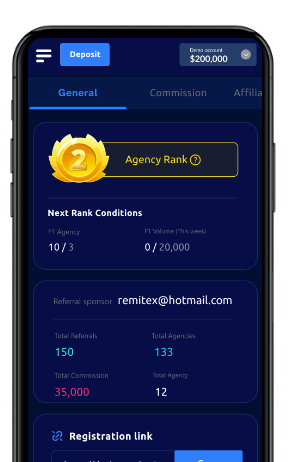 Deposit
Demo account
$200,000
General Commission Affilia
2
Agency Rank ?
Next Rank Conditions
F1 Agency F1 Volume (This week)
10 / 3 0 / 20,000
Referral sponsor remitex@hotmail.com
Total Referrals Total Agencies
150 133
Total Commission Total Agency
35,000 12
Registration link